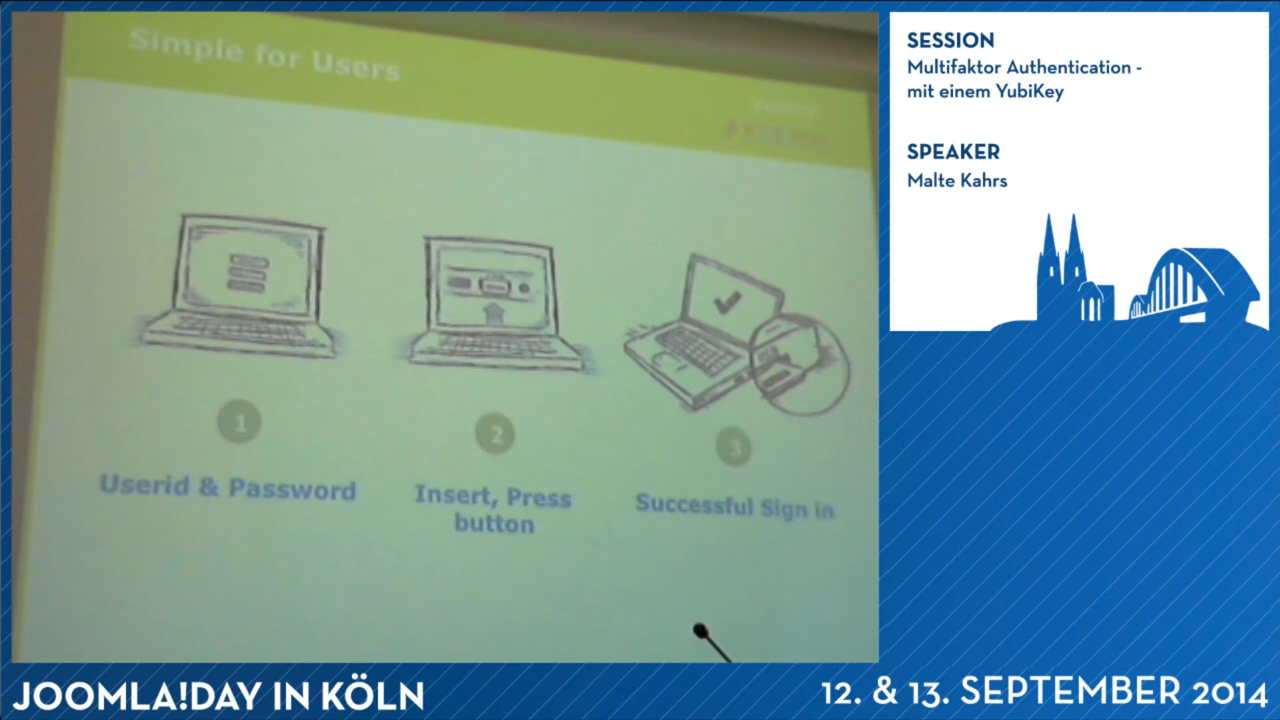 Simple for Users
1
2
3
Userid & Password
Insert, Press
button
Successful Sign in
SESSION
Multifaktor Authentication -
mit einem YubiKey
SPEAKER
Malte Kahrs
JOOMLA!DAY IN KÖLN
12. & 13. SEPTEMBER 2014